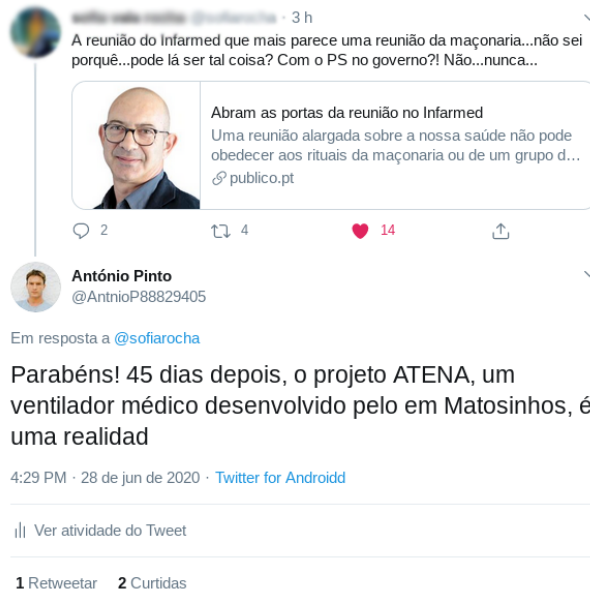 · 3 h
A reunião do Infarmed que mais parece uma reunião da maçonaria...não sei
porquê...pode lá ser tal coisa? Com o PS no governo?! Não...nunca...
Abram as portas da reunião no Infarmed
Uma reunião alargada sobre a nossa saúde não pode
obedecer aos rituais da maçonaria ou de um grupo d...
publico.pt
2 4 14
António Pinto
@AntnioP88829405
Em resposta a @sofiarocha
Parabéns! 45 dias depois, o projeto ATENA, um
ventilador médico desenvolvido pelo em Matosinhos, é
uma realidad
4:29 PM · 28 de jun de 2020 · Twitter for Androidd
Ver atividade do Tweet
1 Retweetar 2 Curtidas